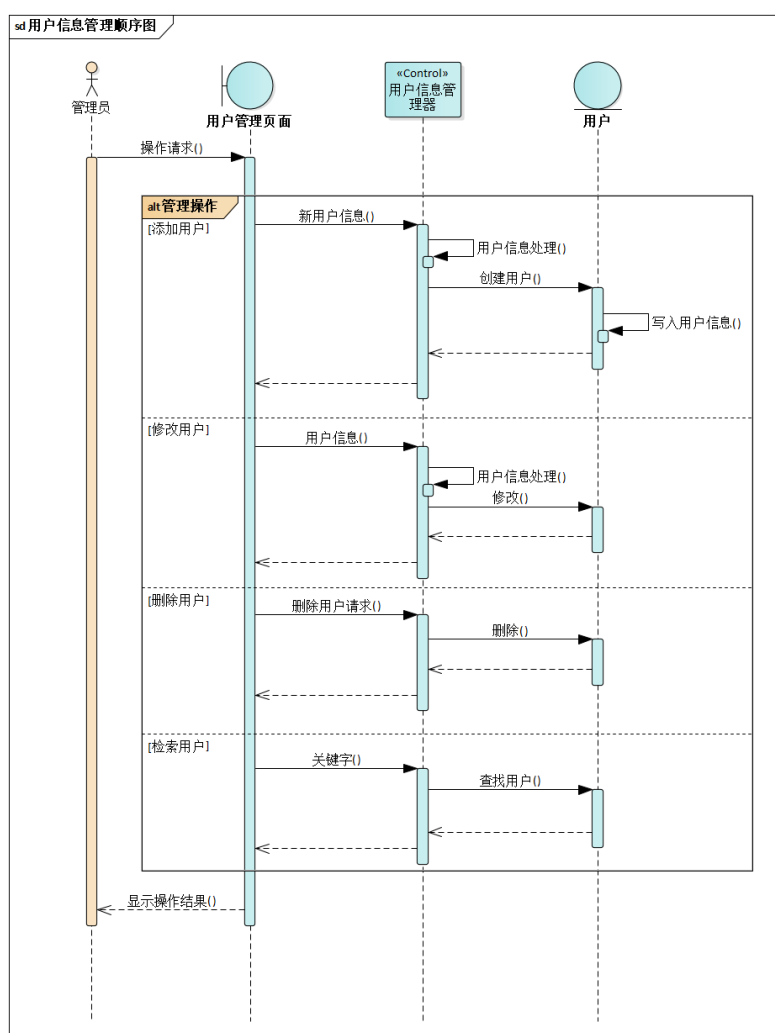 sd 用户信息管理顺序图
管理员
用户管理页面
«Control»
用户信息管
理器
用户
操作请求()
alt 管理操作
[添加用户]
新用户信息()
用户信息处理()
创建用户()
写入用户信息()
[修改用户]
用户信息()
用户信息处理()
修改()
[删除用户]
删除用户请求()
删除()
[检索用户]
关键字()
查找用户()
显示操作结果()